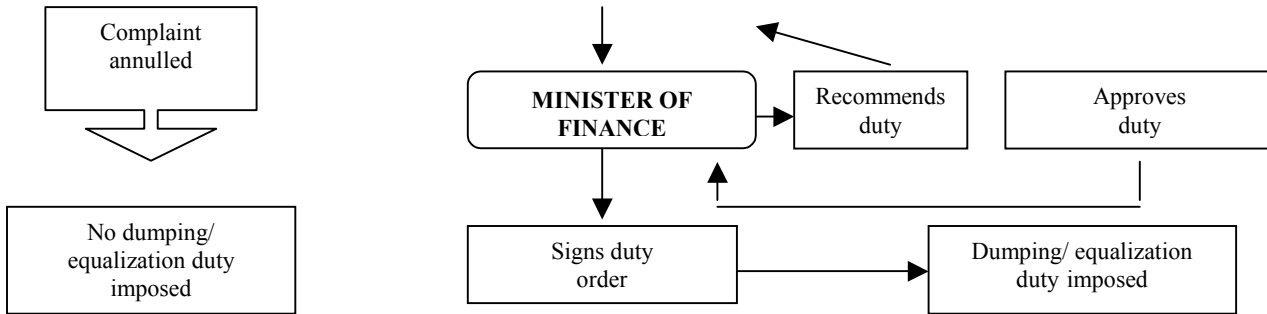 Complaint
annulled
MINISTER OF
FINANCE
Recommends
duty
Approves
duty
No dumping/
equalization duty
imposed
Signs duty
order
Dumping/ equalization
duty imposed